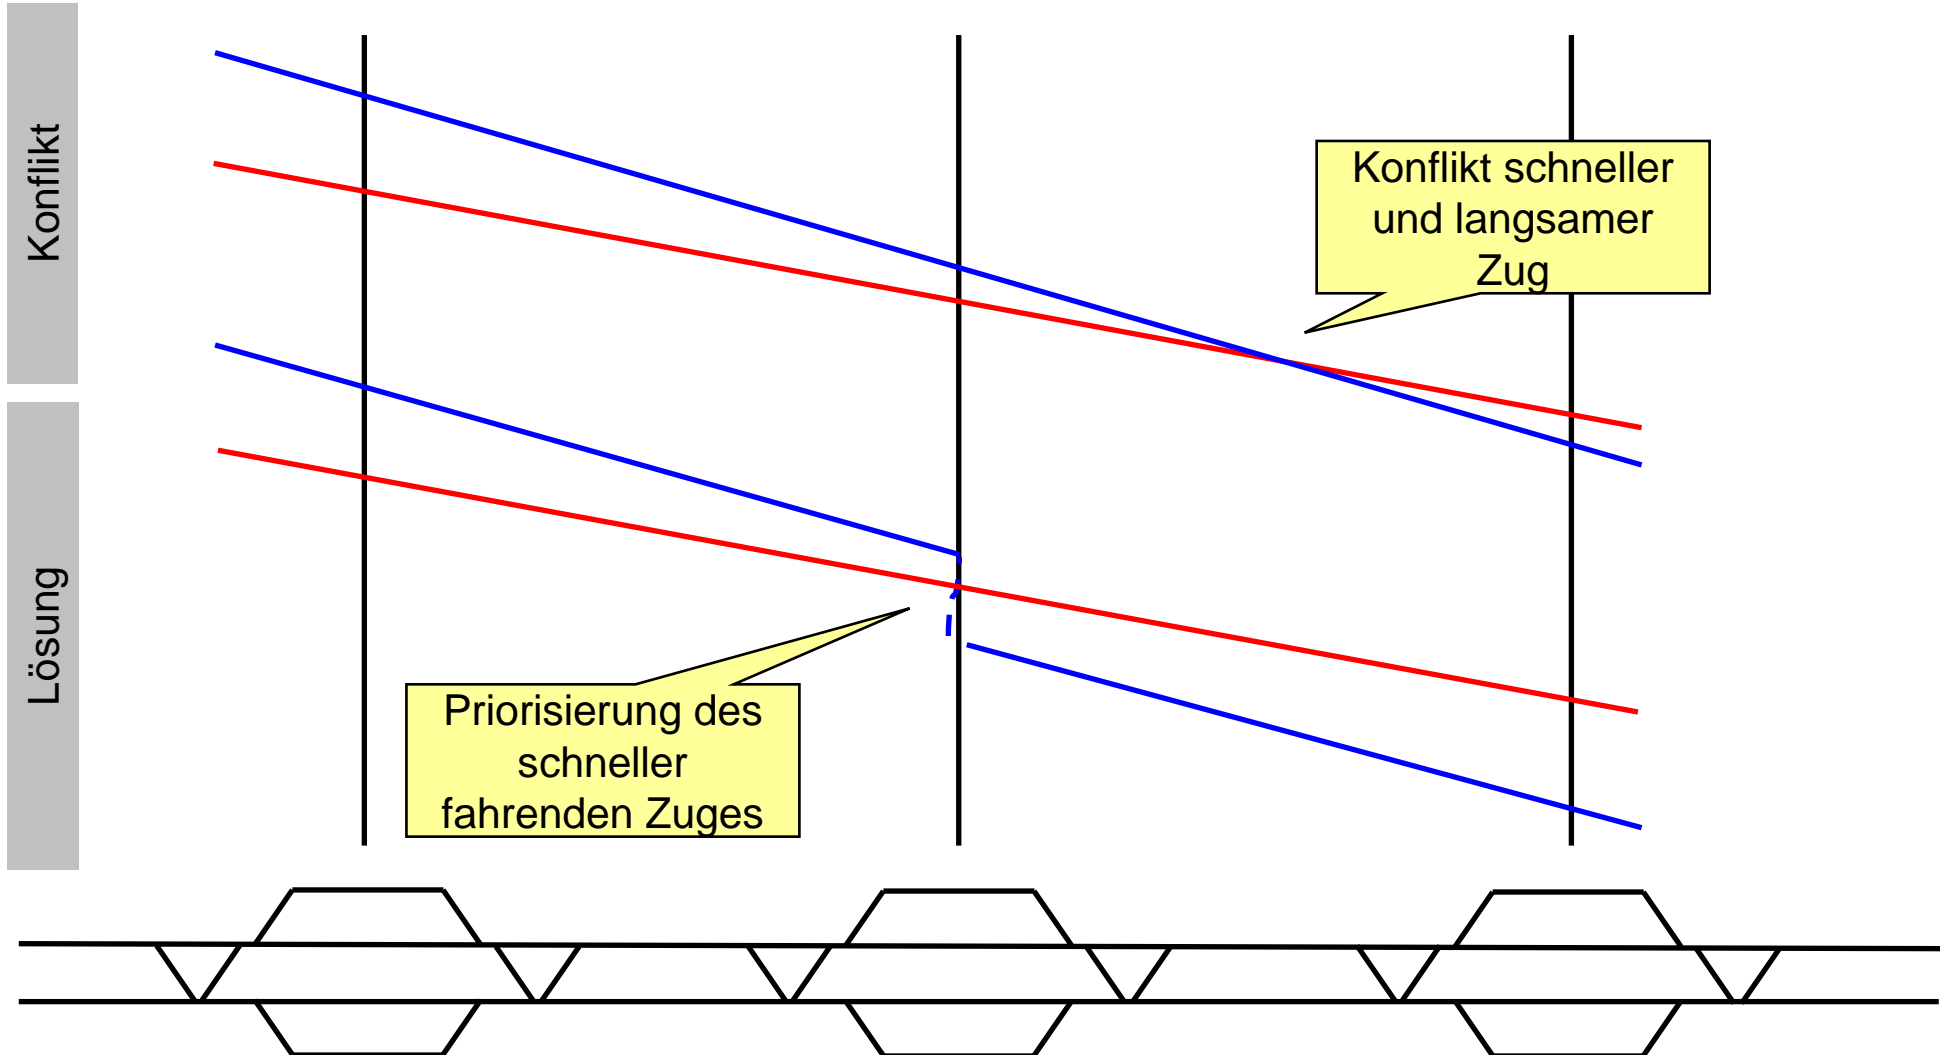 Konflikt
Konflikt schneller
und langsamer
Zug
Lösung
Priorisierung des
schneller
fahrenden Zuges